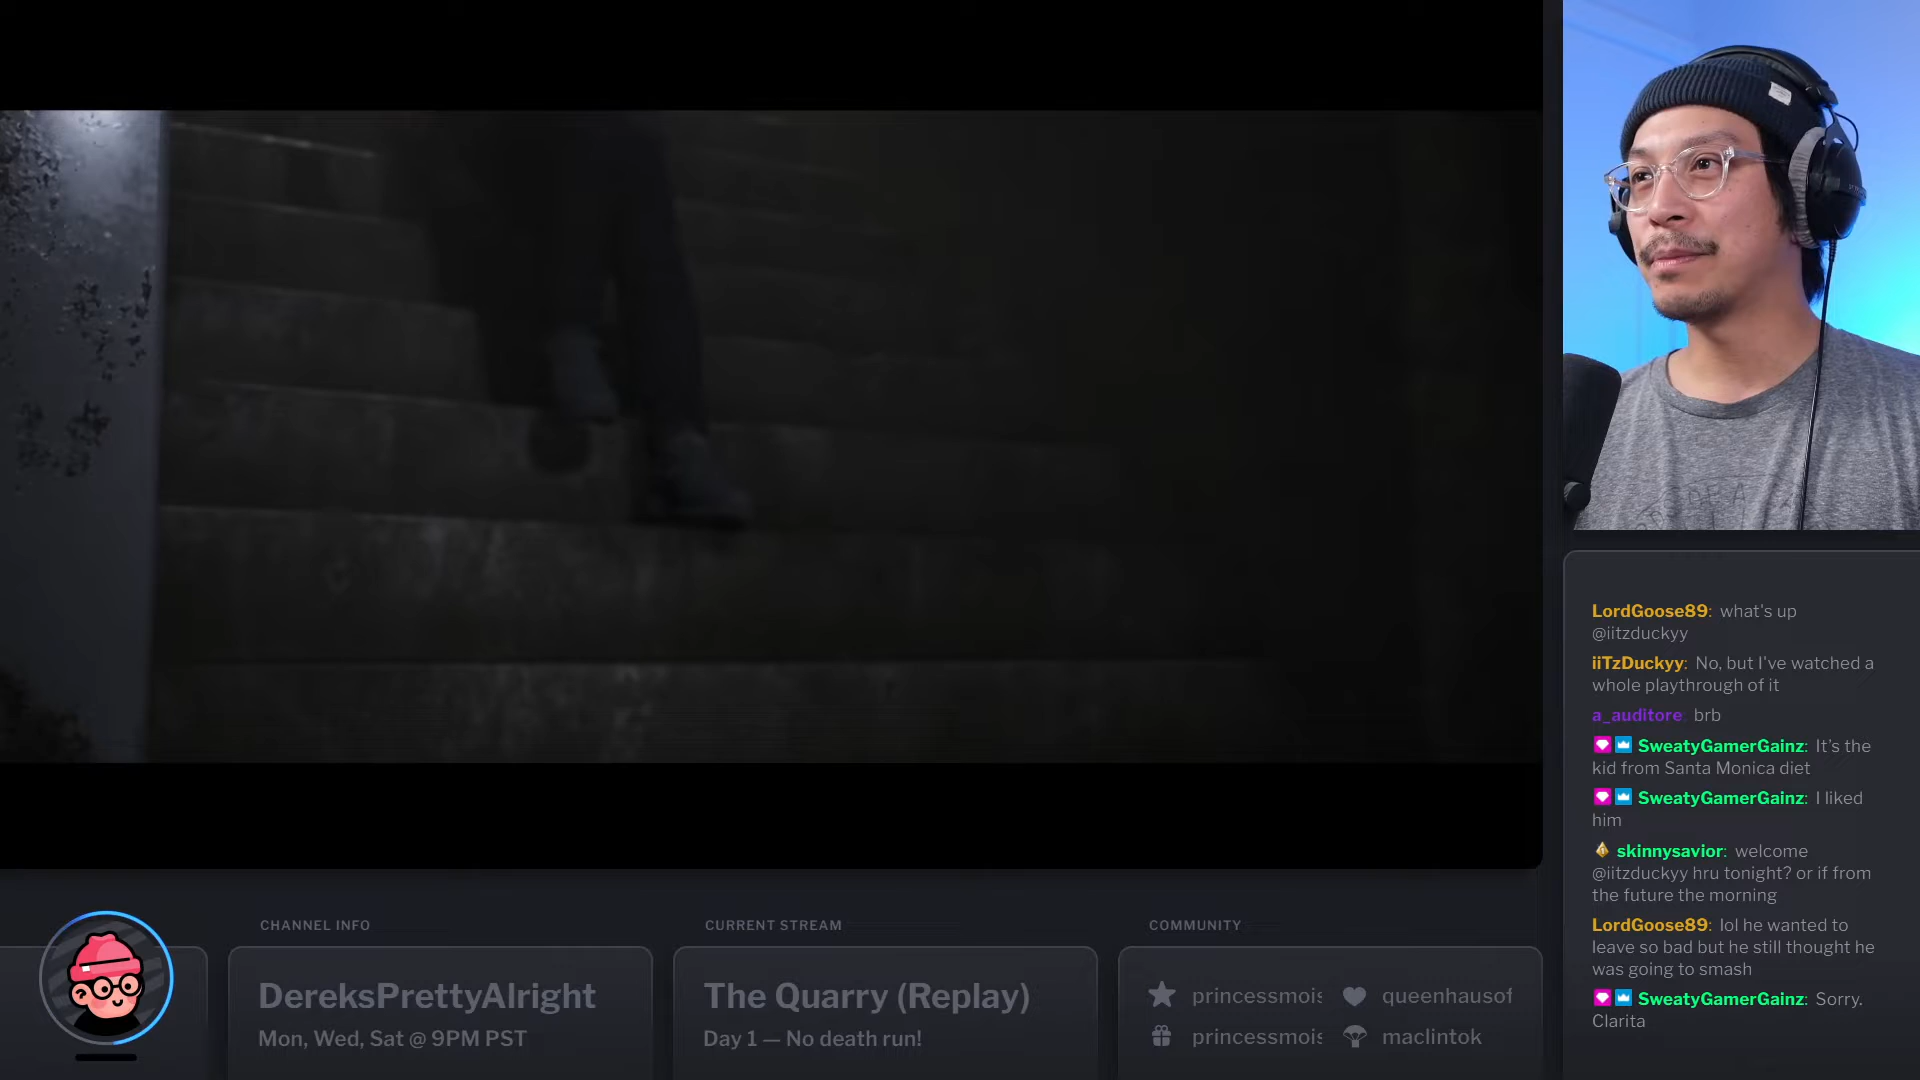 LordGoose89: what's up
@iitzduckyy
iiTzDuckyy: No, but I've watched a
whole playthrough of it
a_auditore: brb
SweatyGamerGainz: It's the
kid from Santa Monica diet
SweatyGamerGainz: I liked
him
skinnysavior: welcome
@iitzduckyy hru tonight? or if from
the future the morning
LordGoose89: lol he wanted to
leave so bad but he still thought he
was going to smash
SweatyGamerGainz: Sorry.
Clarita
CHANNEL INFO
DereksPrettyAlright
Mon, Wed, Sat @ 9PM PST
CURRENT STREAM
The Quarry (Replay)
Day 1 — No death run!
COMMUNITY
princessmois
queenhausof
princessmois
maclintok